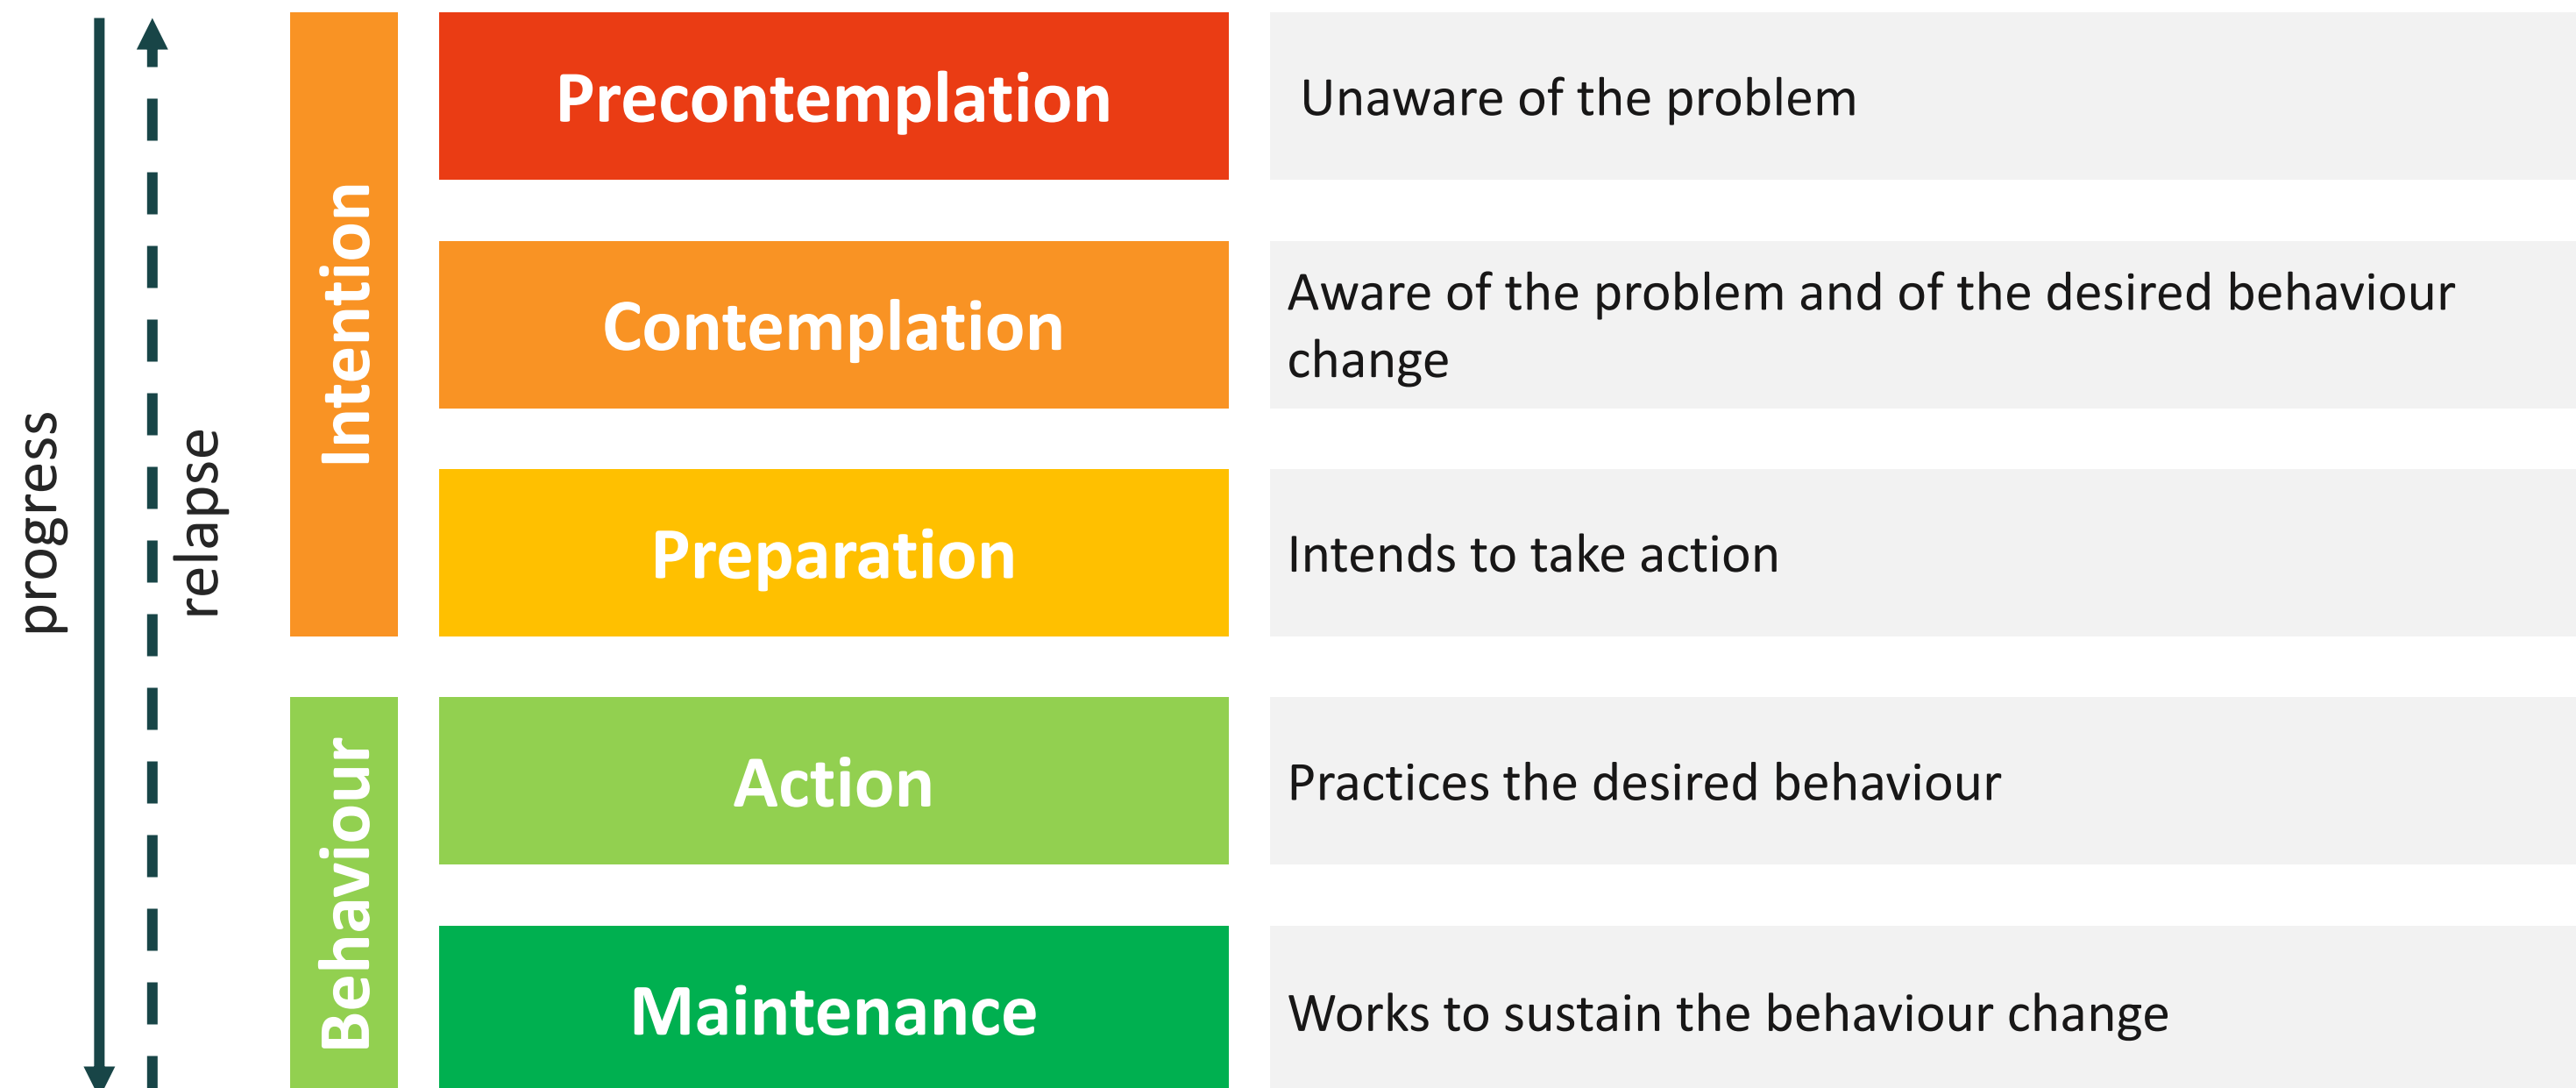 progress
relapse
Intention
Precontemplation
Unaware of the problem
Contemplation
Aware of the problem and of the desired behaviour
change
Preparation
Intends to take action
Behaviour
Action
Practices the desired behaviour
Maintenance
Works to sustain the behaviour change